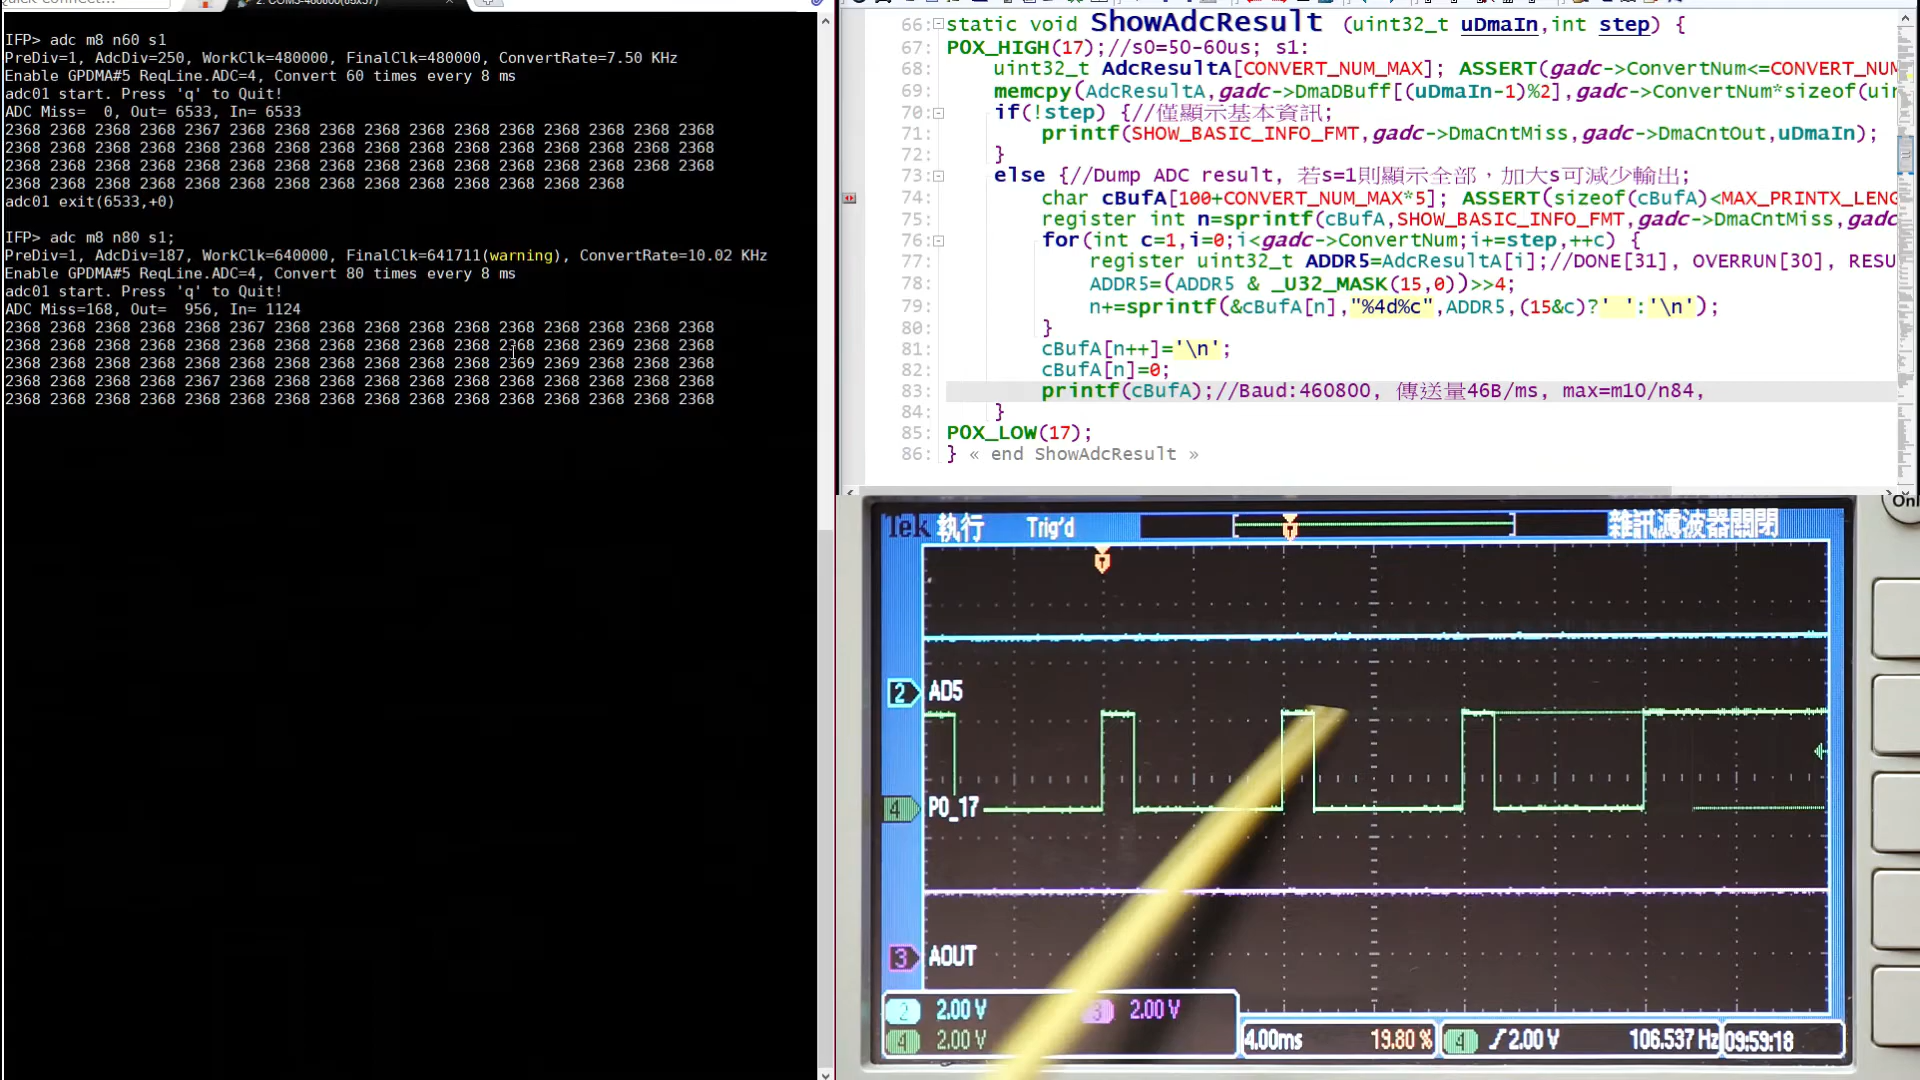 IFP> adc m8 n60 s1
PreDiv=1, AdcDiv=250, WorkClk=480000, FinalClk=480000, ConvertRate=7.50 KHz
Enable GPDMA#5 ReqLine.ADC=4, Convert 60 times every 8 ms
adc01 start. Press 'q' to Quit!
ADC Miss=  0, Out= 6533, In= 6533
2368 2368 2368 2368 2367 2368 2368 2368 2368 2368 2368 2368 2368 2368 2368 2368
2368 2368 2368 2368 2368 2368 2368 2368 2368 2368 2368 2368 2368 2368 2368 2368
2368 2368 2368 2368 2368 2368 2368 2368 2368 2368 2368 2368 2368 2368 2368 2368
2368 2368 2368 2368 2368 2368 2368 2368 2368 2368 2368 2368 2368 2368
adc01 exit(6533,+0)
IFP> adc m8 n80 s1;
PreDiv=1, AdcDiv=187, WorkClk=640000, FinalClk=641711(warning), ConvertRate=10.02 KHz
Enable GPDMA#5 ReqLine.ADC=4, Convert 80 times every 8 ms
adc01 start. Press 'q' to Quit!
ADC Miss=168, Out=  956, In= 1124
2368 2368 2368 2368 2368 2367 2368 2368 2368 2368 2368 2368 2368 2368 2368 2368
2368 2368 2368 2368 2368 2368 2368 2368 2368 2368 2368 2368 2368 2369 2368 2368
2368 2368 2368 2368 2368 2368 2368 2368 2368 2368 2368 2369 2369 2368 2368 2368
2368 2368 2368 2368 2367 2368 2368 2368 2368 2368 2368 2368 2368 2368 2368 2368
2368 2368 2368 2368 2368 2368 2368 2368 2368 2368 2368 2368 2368 2368 2368 2368
66: static void ShowAdcResult (uint32_t uDmaIn,int step) {
67: POX_HIGH(17);//s0=50-60us; s1:
68: uint32_t AdcResultA[CONVERT_NUM_MAX]; ASSERT(gadc->ConvertNum<=CONVERT_NUM
69: memcpy(AdcResultA,gadc->DmaDBuff[(uDmaIn-1)%2],gadc->ConvertNum*sizeof(uin
70: if(!step) {//僅顯示基本資訊;
71: printf(SHOW_BASIC_INFO_FMT,gadc->DmaCntMiss,gadc->DmaCntOut,uDmaIn);
72: }
73: else {//Dump ADC result, 若s=1則顯示全部，加大s可減少輸出;
74: char cBufA[100+CONVERT_NUM_MAX*5]; ASSERT(sizeof(cBufA)<MAX_PRINTX_LENG
75: register int n=sprintf(cBufA,SHOW_BASIC_INFO_FMT,gadc->DmaCntMiss,gadc
76: for(int c=1,i=0;i<gadc->ConvertNum;i+=step,++c) {
77: register uint32_t ADDR5=AdcResultA[i];//DONE[31], OVERRUN[30], RESU
78: ADDR5=(ADDR5 & _U32_MASK(15,0))>>4;
79: n+=sprintf(&cBufA[n],"%4d%c",ADDR5,(15&c)?' ':'\n');
80: }
81: cBufA[n++]='\n';
82: cBufA[n]=0;
83: printf(cBufA);//Baud:460800, 傳送量46B/ms, max=m10/n84,
84: }
85: POX_LOW(17);
86: } « end ShowAdcResult »
Tek 執行 Trig'd 雜訊濾波器關閉
2 AD5
4 P0_17
3 AOUT
2 2.00 V 3 2.00 V
4 2.00 V
4.00ms 19.80 % 4 2.00 V 106.537 Hz 09:59:18